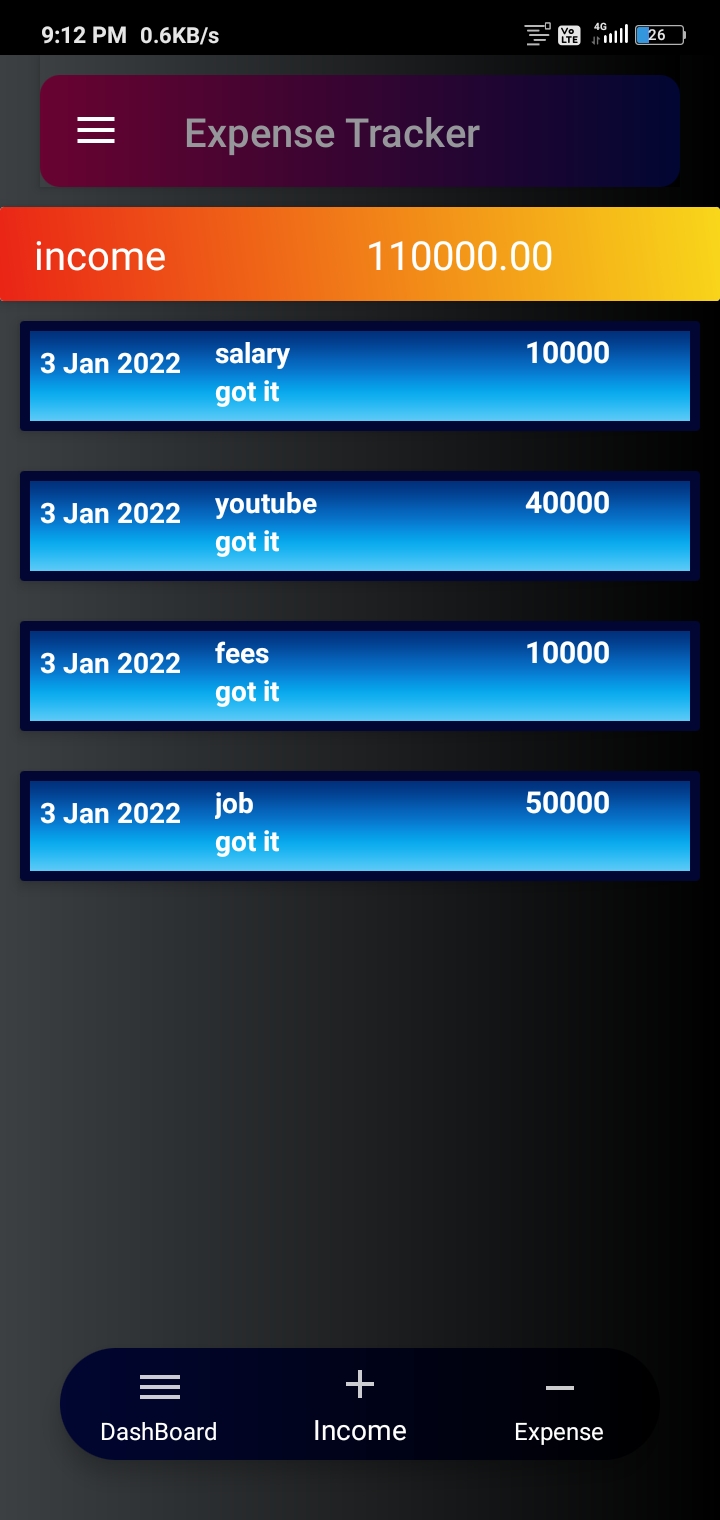 9:12 PM 0.6KB/s Vo LTE 4G 26
Expense Tracker
income 110000.00
3 Jan 2022 salary 10000
got it
3 Jan 2022 youtube 40000
got it
3 Jan 2022 fees 10000
got it
3 Jan 2022 job 50000
got it
DashBoard Income Expense